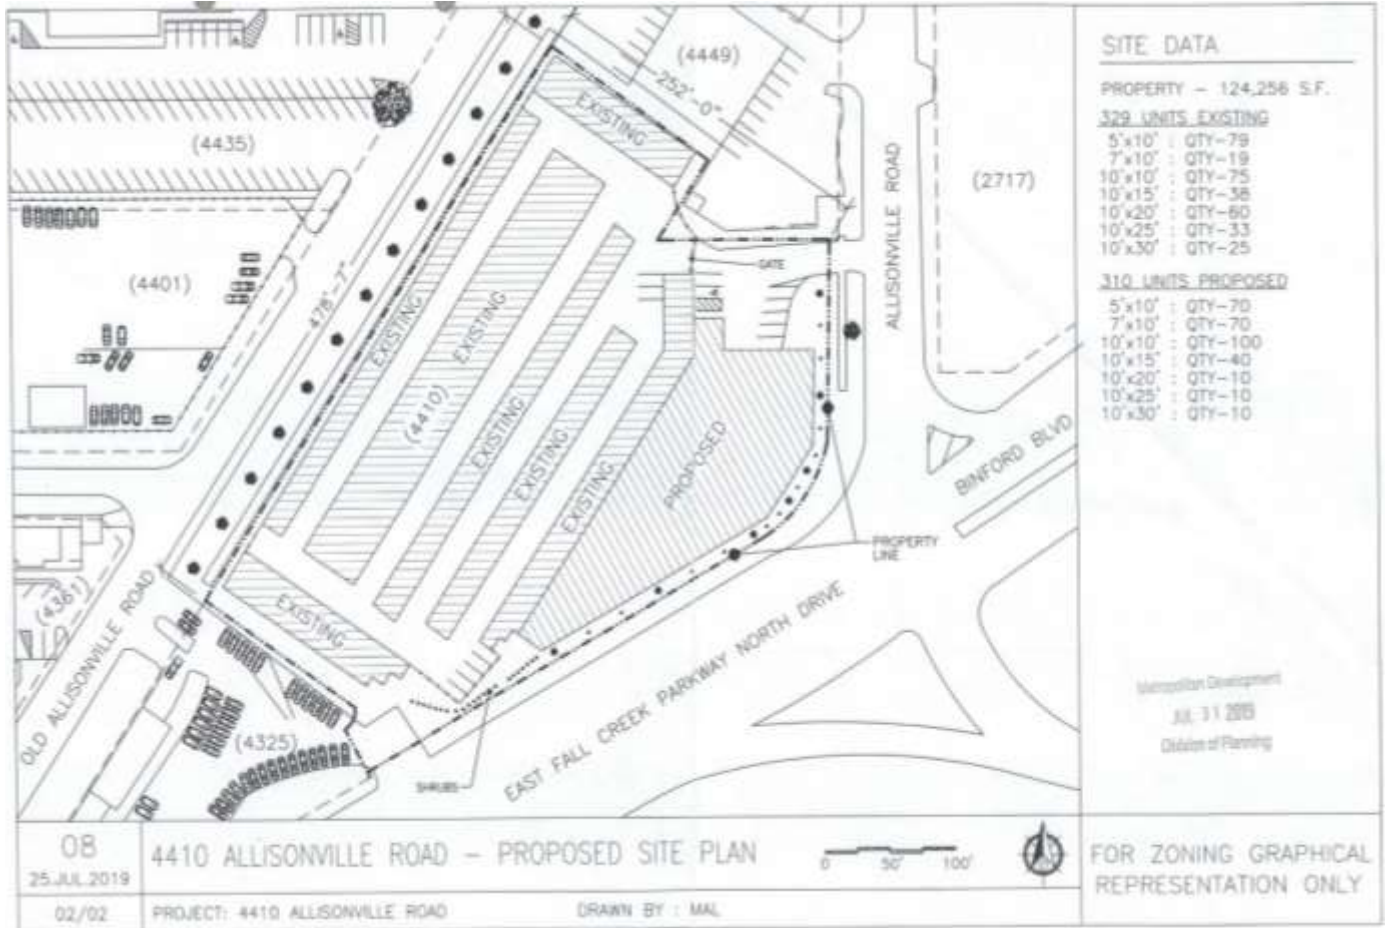 (4449)
252'-0"
EXISTING
(4435)
(2717)
ALLISONVILLE ROAD
GATE
(4401)
478'-7"
EXISTING
EXISTING
(4410)
EXISTING
EXISTING
EXISTING
PROPOSED
BINFORD BLVD
PROPERTY
LINE
(4361)
OLD ALLISONVILLE ROAD
EXISTING
(4325)
SHRUBS
EAST FALL CREEK PARKWAY NORTH DRIVE
SITE DATA
PROPERTY - 124,256 S.F.
329 UNITS EXISTING
5'x10' : QTY-79
7'x10' : QTY-19
10'x10' : QTY-75
10'x15' : QTY-38
10'x20' : QTY-60
10'x25' : QTY-33
10'x30' : QTY-25
310 UNITS PROPOSED
5'x10' : QTY-70
7'x10' : QTY-70
10'x10' : QTY-100
10'x15' : QTY-40
10'x20' : QTY-10
10'x25' : QTY-10
10'x30' : QTY-10
Metropolitan Development
JUL 31 2019
Division of Planning
08
25.JUL.2019
02/02
4410 ALLISONVILLE ROAD - PROPOSED SITE PLAN
0 50' 100'
PROJECT: 4410 ALLISONVILLE ROAD
DRAWN BY : MAL
FOR ZONING GRAPHICAL
REPRESENTATION ONLY